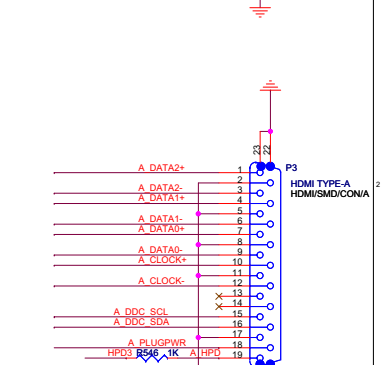 23
22
P3
HDMI TYPE-A
HDMI/SMD/CON/A
2
A_DATA2+ 1
2
A_DATA2- 3
A_DATA1+ 4
5
A_DATA1- 6
A_DATA0+ 7
8
A_DATA0- 9
A_CLOCK+ 10
11
A_CLOCK- 12
13
14
A_DDC_SCL 15
A_DDC_SDA 16
17
A_PLUGPWR 18
HPD3 R546 1K A_HPD 19